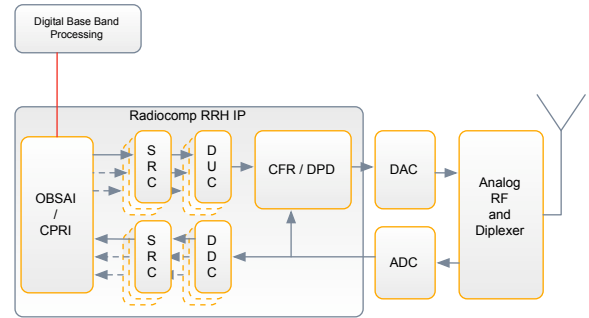 Digital Base Band
Processing
Radiocomp RRH IP
OBSAI
/
CPRI
S
R
C
D
U
C
CFR / DPD
DAC
Analog
RF
and
Diplexer
S
R
C
D
D
C
ADC